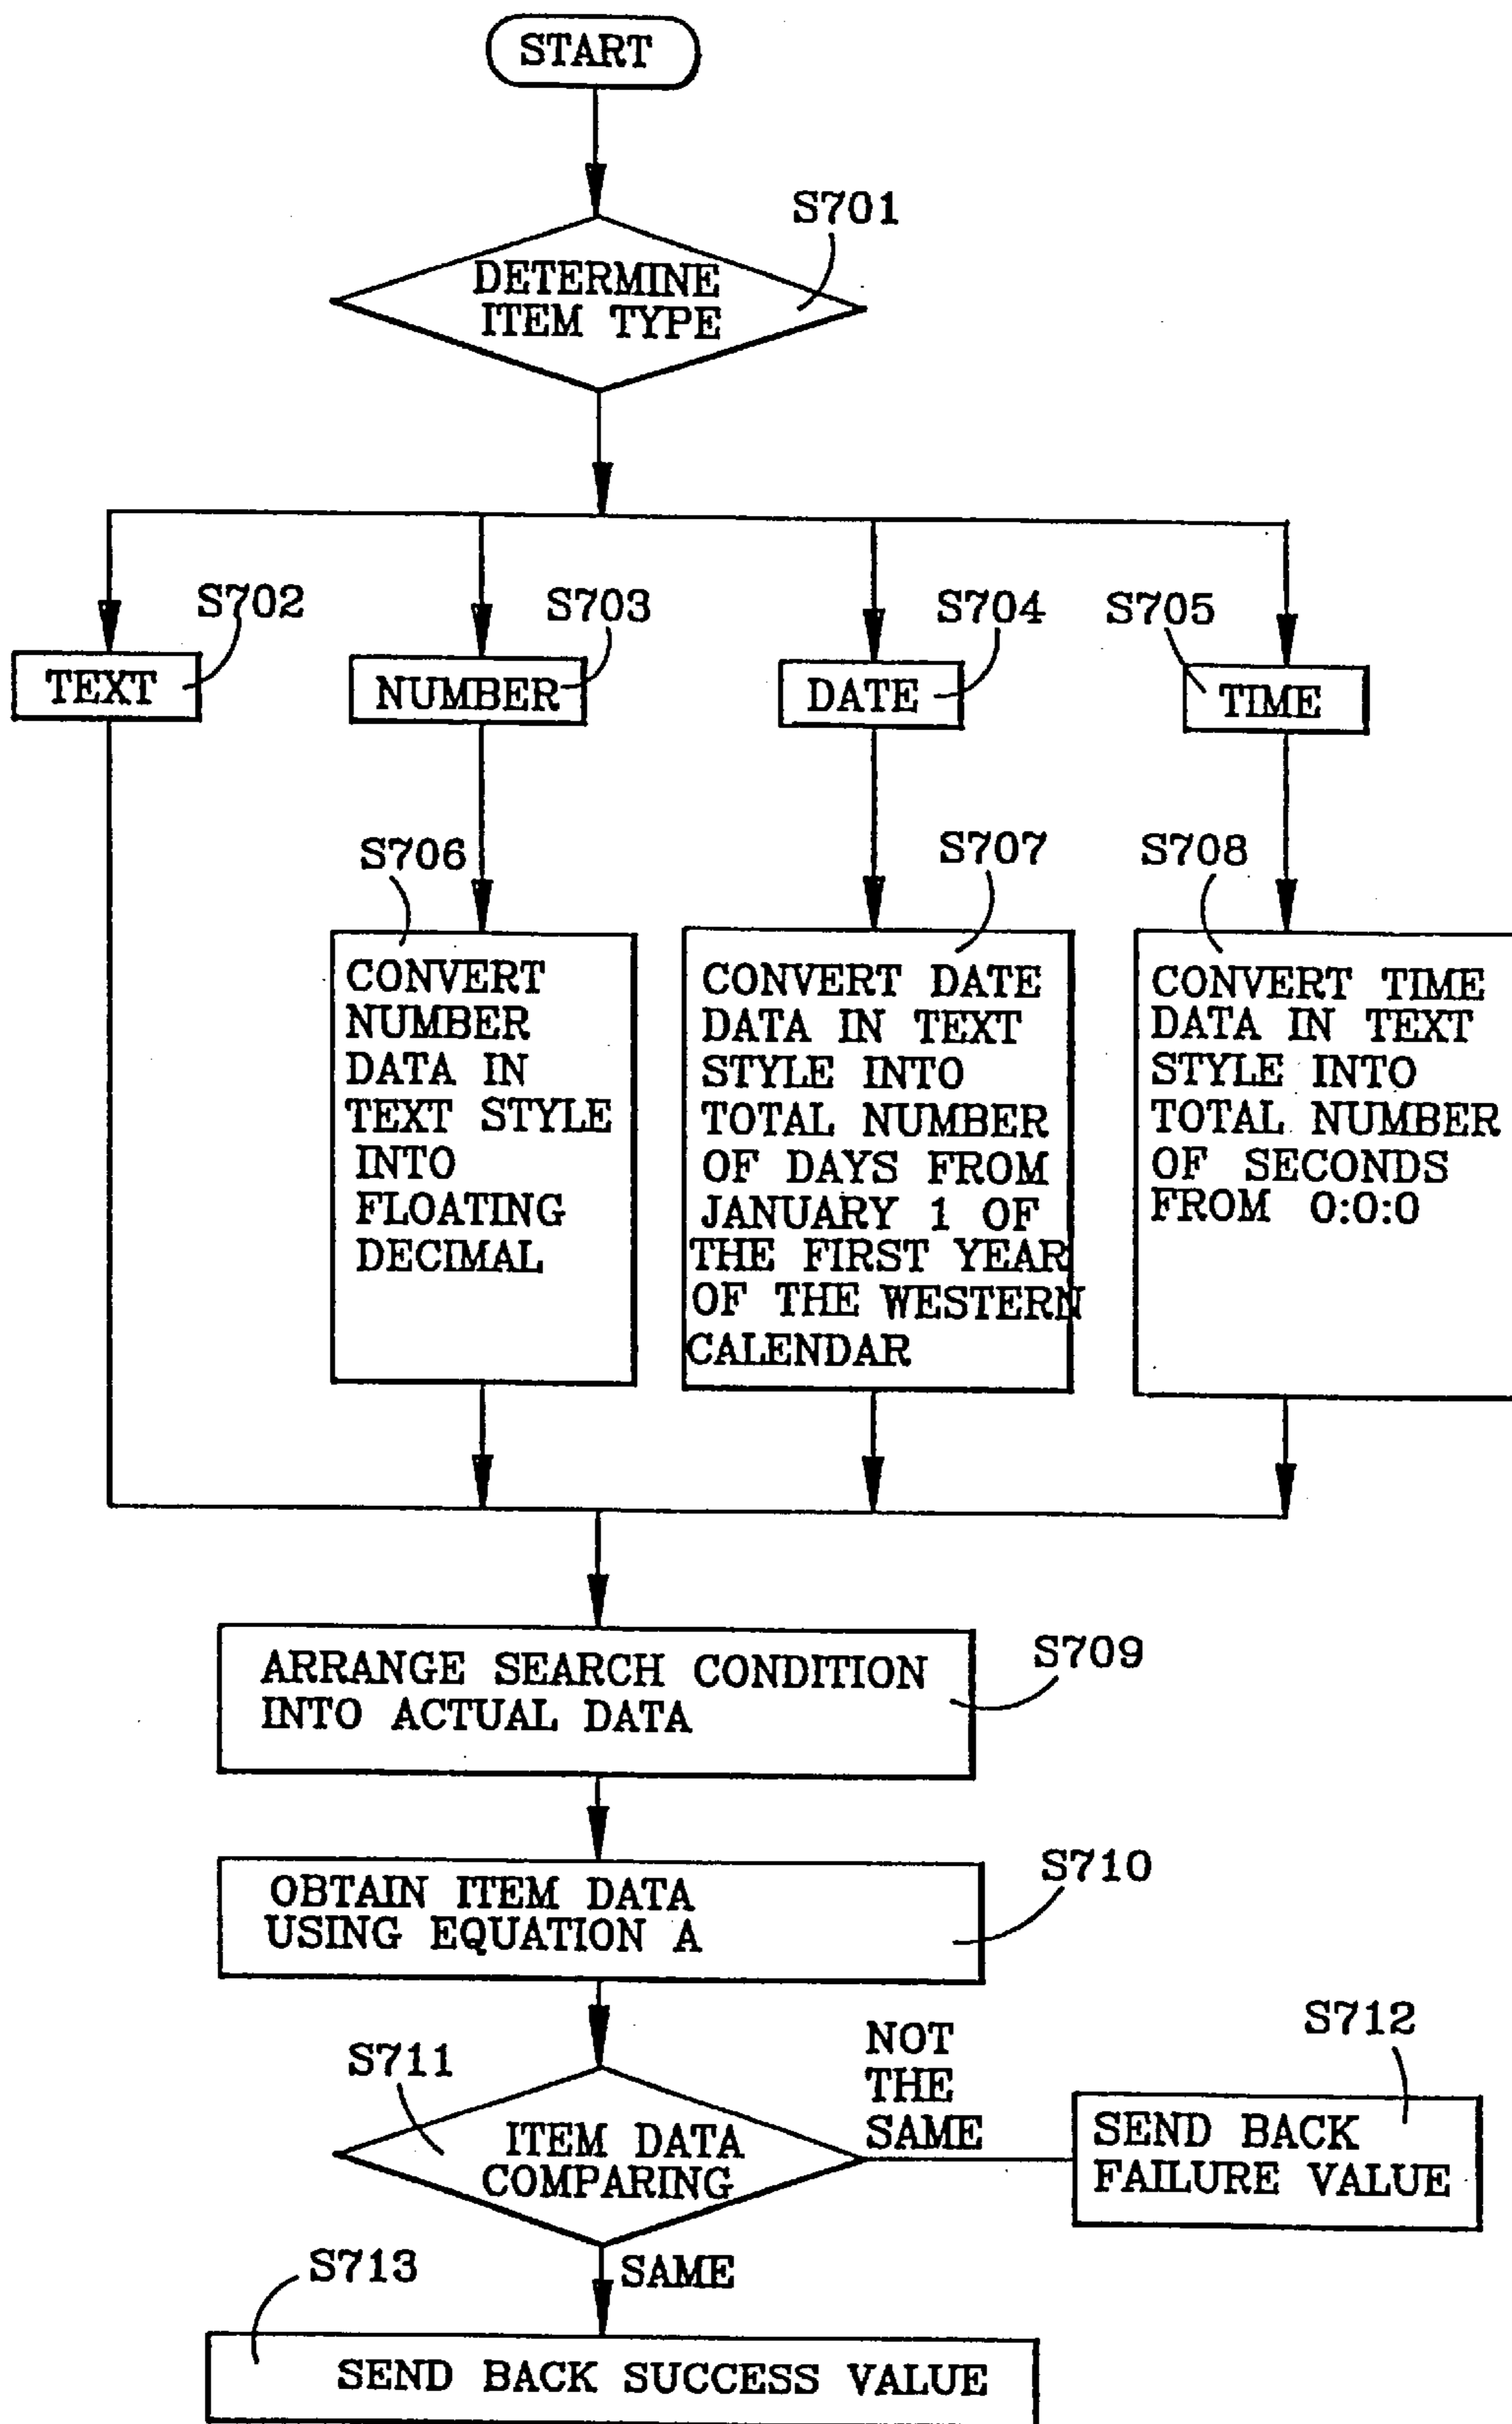 START
S701
DETERMINE
ITEM TYPE
S702
S703
S704
S705
TEXT
NUMBER
DATE
TIME
S706
S707
S708
CONVERT
NUMBER
DATA IN
TEXT STYLE
INTO
FLOATING
DECIMAL
CONVERT DATE
DATA IN TEXT
STYLE INTO
TOTAL NUMBER
OF DAYS FROM
JANUARY 1 OF
THE FIRST YEAR
OF THE WESTERN
CALENDAR
CONVERT TIME
DATA IN TEXT
STYLE INTO
TOTAL NUMBER
OF SECONDS
FROM 0:0:0
ARRANGE SEARCH CONDITION
INTO ACTUAL DATA
S709
OBTAIN ITEM DATA
USING EQUATION A
S710
S711
ITEM DATA
COMPARING
NOT
THE
SAME
S712
SEND BACK
FAILURE VALUE
SAME
S713
SEND BACK SUCCESS VALUE